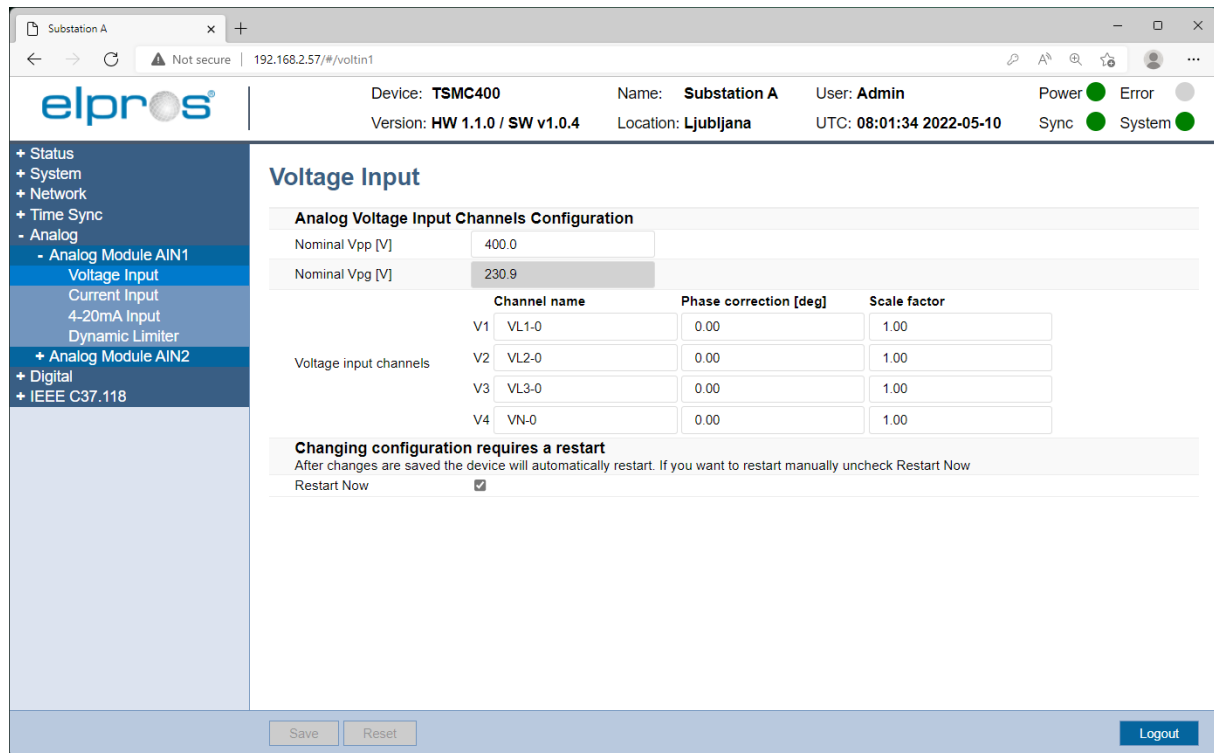 Substation A
Not secure | 192.168.2.57/#/voltin1
elpros
Device: TSMC400 Name: Substation A User: Admin Power Error
Version: HW 1.1.0 / SW v1.0.4 Location: Ljubljana UTC: 08:01:34 2022-05-10 Sync System
+ Status
+ System
+ Network
+ Time Sync
- Analog
- Analog Module AIN1
Voltage Input
Current Input
4-20mA Input
Dynamic Limiter
+ Analog Module AIN2
+ Digital
+ IEEE C37.118
Voltage Input
Analog Voltage Input Channels Configuration
Nominal Vpp [V] 400.0
Nominal Vpg [V] 230.9
Channel name Phase correction [deg] Scale factor
Voltage input channels
V1 VL1-0 0.00 1.00
V2 VL2-0 0.00 1.00
V3 VL3-0 0.00 1.00
V4 VN-0 0.00 1.00
Changing configuration requires a restart
After changes are saved the device will automatically restart. If you want to restart manually uncheck Restart Now
Restart Now
Save Reset Logout